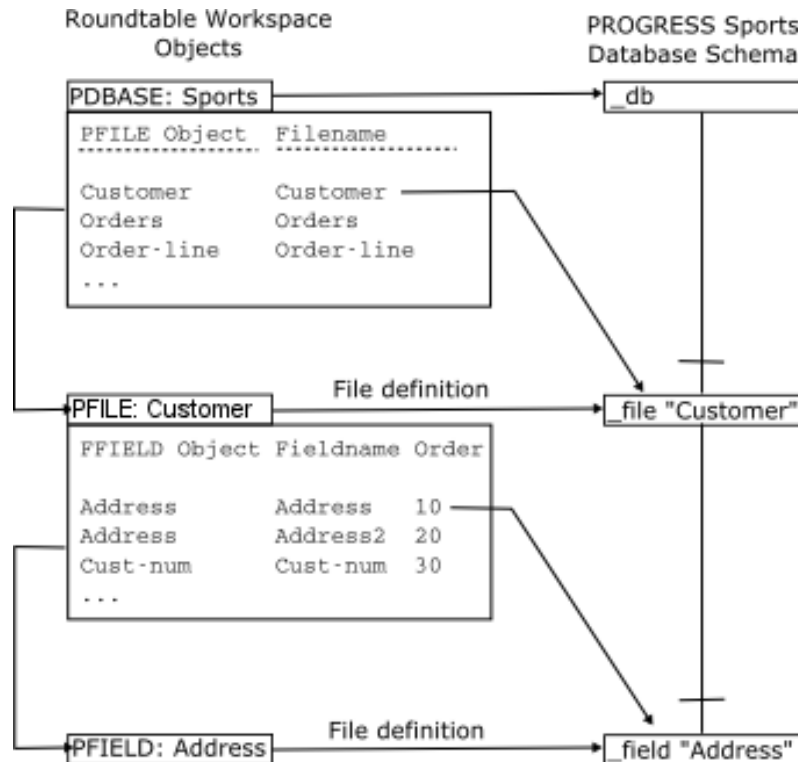 Roundtable Workspace
Objects
PROGRESS Sports
Database Schema
PDBASE: Sports
_db
PFILE Object Filename
Customer Customer
Orders Orders
Order-line Order-line
...
File definition
PFILE: Customer
_file "Customer"
FFIELD Object Fieldname Order
Address Address 10
Address Address2 20
Cust-num Cust-num 30
...
File definition
PFIELD: Address
_field "Address"